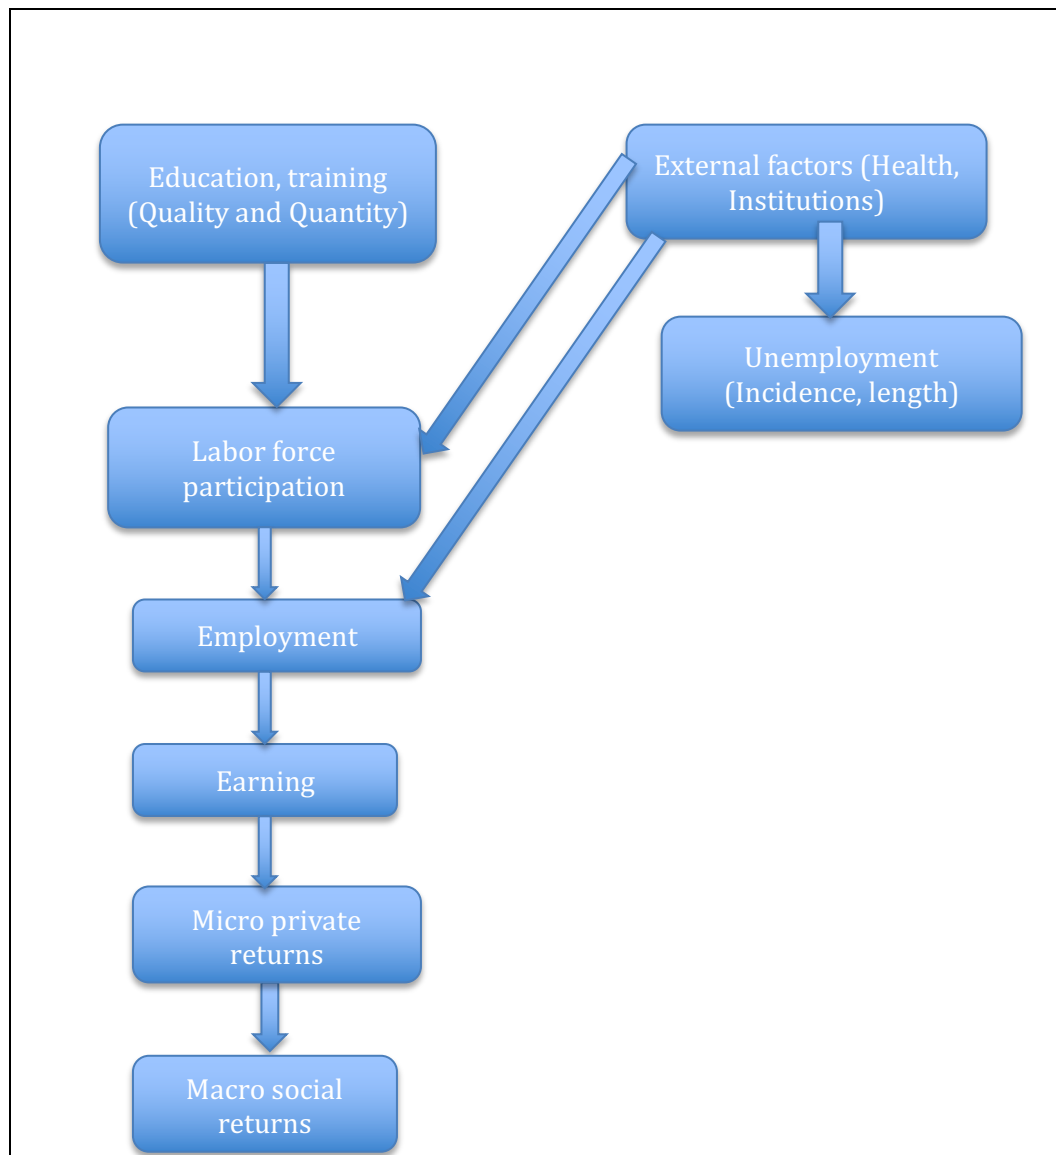 Education, training
(Quality and Quantity)
External factors (Health,
Institutions)
Unemployment
(Incidence, length)
Labor force
participation
Employment
Earning
Micro private
returns
Macro social
returns